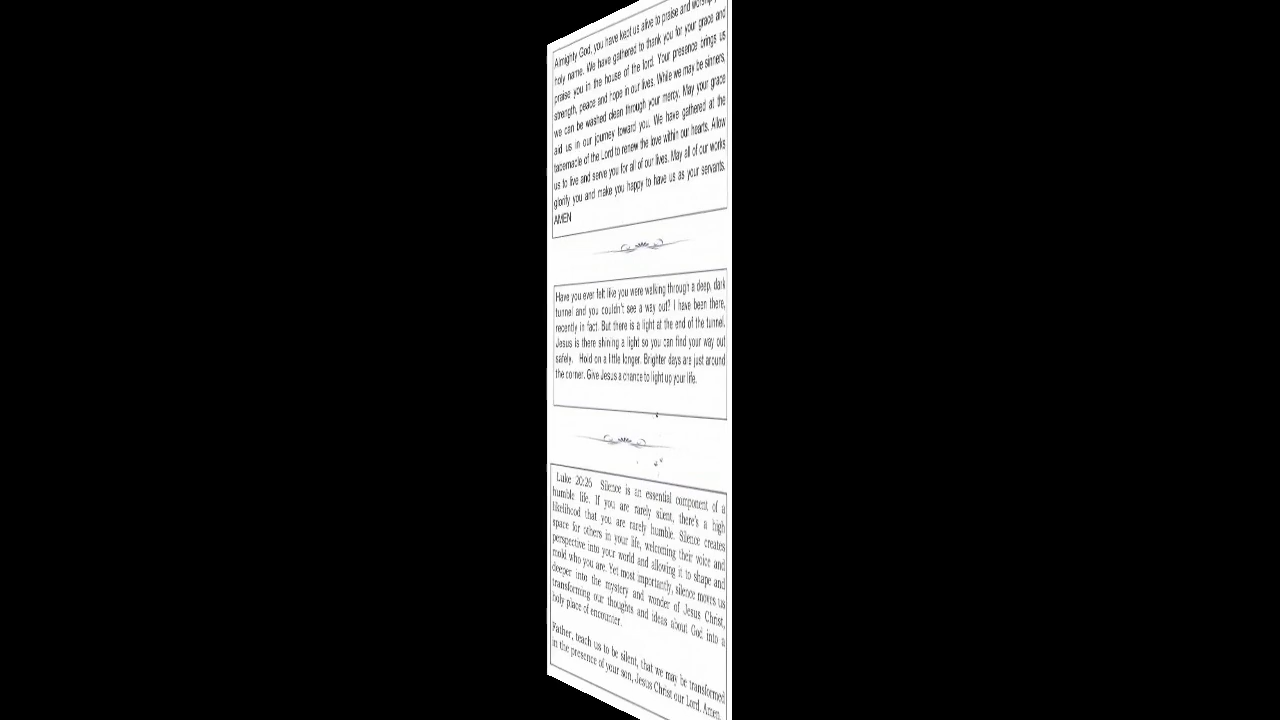 Almighty God, you have kept us alive to praise and worship
holy name. We have gathered to thank you for your grace and
praise you in the house of the lord. Your presence brings us
strength, peace and hope in our lives. While we may be sinners,
we can be washed clean through your mercy. May your grace
aid us in our journey toward you. We have gathered at the
tabernacle of the Lord to renew the love within our hearts. Allow
us to live and serve you for all of our lives. May all of our works
glorify you and make you happy to have us as your servants.
AMEN
Have you ever felt like you were walking through a deep, dark
tunnel and you couldn't see a way out? I have been there,
recently in fact. But there is a light at the end of the tunnel.
Jesus is there shining a light so you can find your way out
safely. Hold on a little longer. Brighter days are just around
the corner. Give Jesus a chance to light up your life.
Luke 20:26 Silence is an essential component of a
humble life. If you are rarely silent, there's a high
likelihood that you are rarely humble. Silence creates
space for others in your life, welcoming their voice and
perspective into your world and allowing it to shape and
mold who you are. Yet most importantly, silence moves us
deeper into the mystery and wonder of Jesus Christ,
transforming our thoughts and ideas about God into a
holy place of encounter.
Father, teach us to be silent, that we may be transformed
in the presence of your son, Jesus Christ our Lord. Amen.